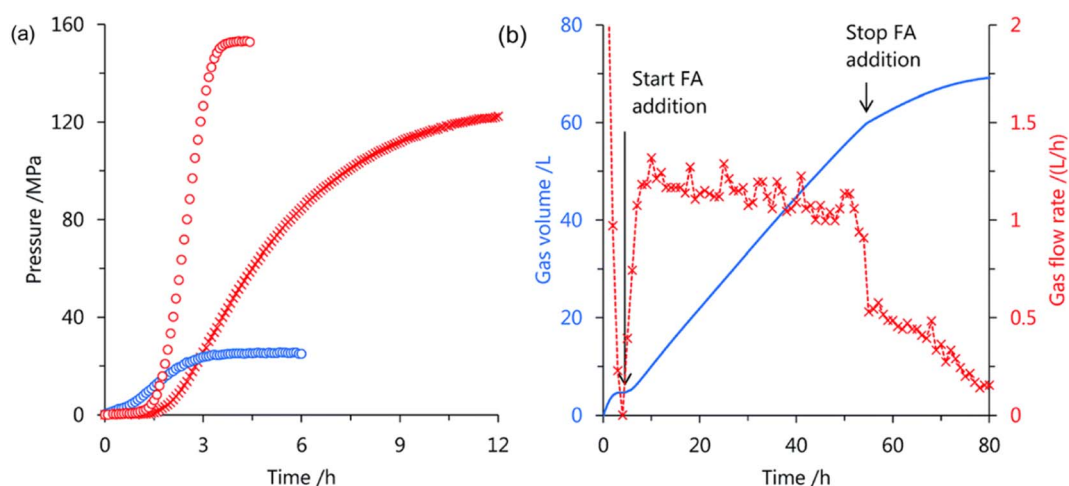 (a)
160
120
80
40
0
Pressure /MPa
0
3
6
9
12
Time /h
(b)
80
60
40
20
0
Gas volume /L
Start FA
addition
Stop FA
addition
2
1.5
1
0.5
0
Gas flow rate /(L/h)
0
20
40
60
80
Time /h